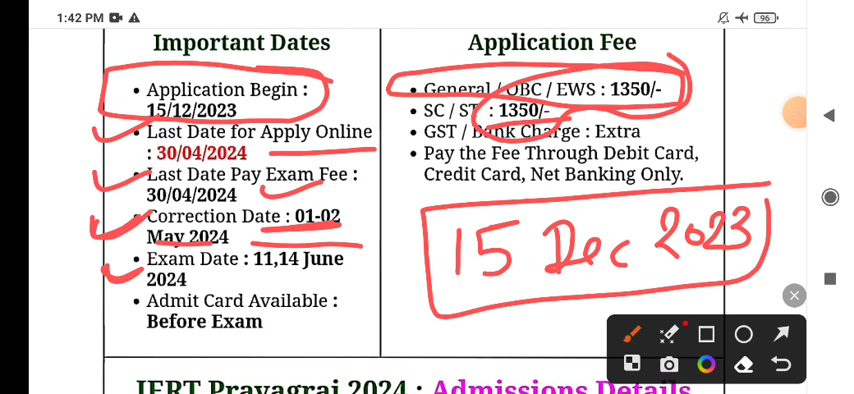 1:42 PM
96
Important Dates
• Application Begin :
15/12/2023
• Last Date for Apply Online
: 30/04/2024
• Last Date Pay Exam Fee :
30/04/2024
• Correction Date : 01-02
May 2024
• Exam Date : 11,14 June
2024
• Admit Card Available :
Before Exam
Application Fee
• General / OBC / EWS : 1350/-
• SC / ST : 1350/-
• GST / Bank Charge : Extra
• Pay the Fee Through Debit Card,
Credit Card, Net Banking Only.
15 Dec 2023
IERT Prayagraj 2024 : Admissions Details